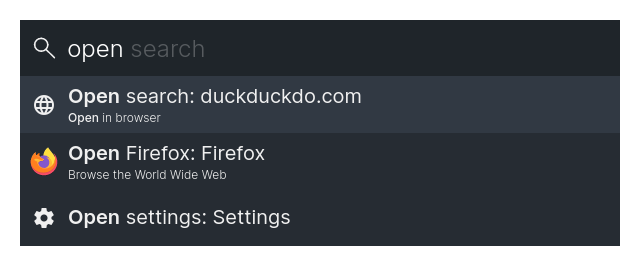 open search
Open search: duckduckdo.com
Open in browser
Open Firefox: Firefox
Browse the World Wide Web
Open settings: Settings